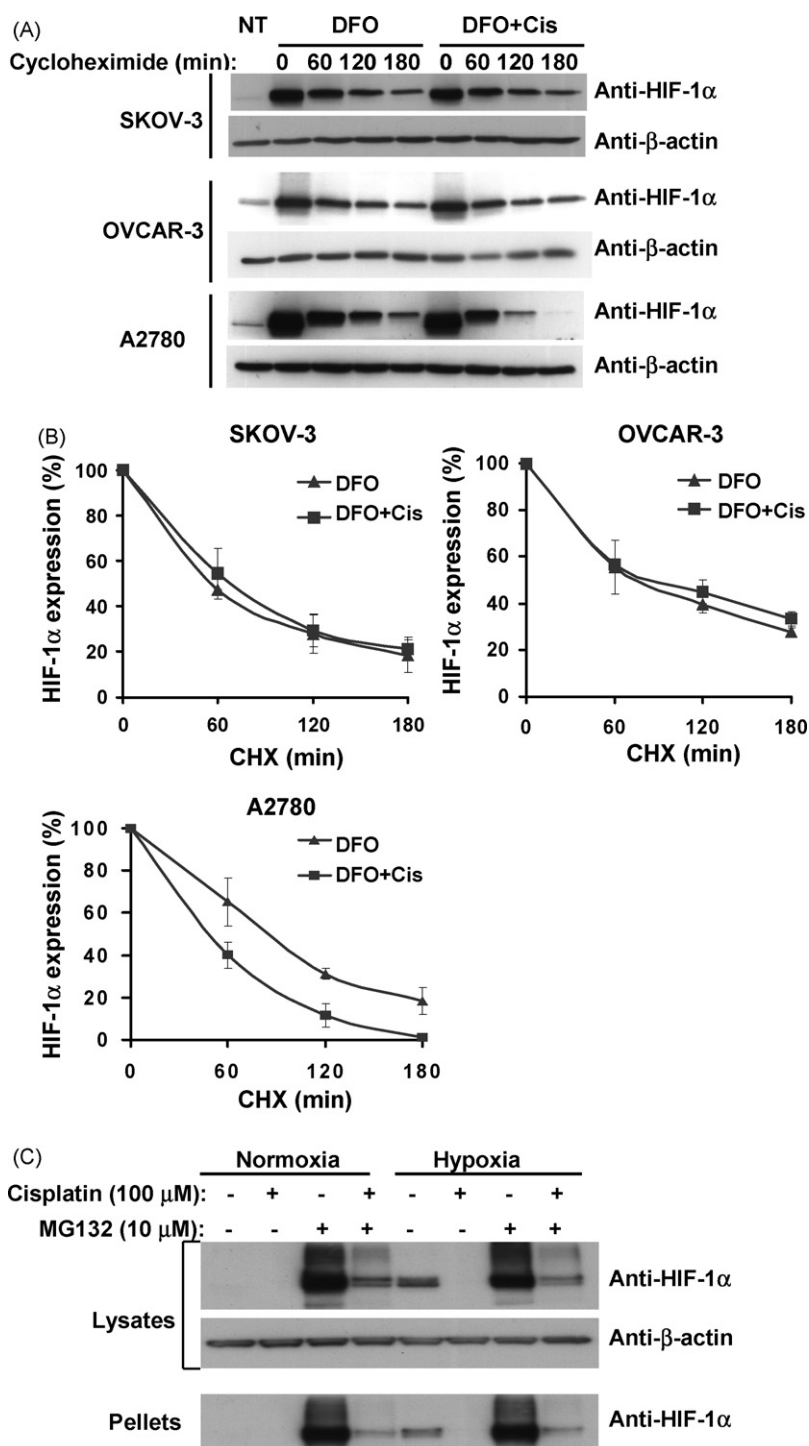 (A)
NT DFO DFO+Cis
Cycloheximide (min): 0 60 120 180 0 60 120 180
SKOV-3
Anti-HIF-1α
Anti-β-actin
OVCAR-3
Anti-HIF-1α
Anti-β-actin
A2780
Anti-HIF-1α
Anti-β-actin
(B)
SKOV-3
HIF-1α expression (%)
100
80
60
40
20
0
DFO
DFO+Cis
0 60 120 180
CHX (min)
OVCAR-3
HIF-1α expression (%)
100
80
60
40
20
0
DFO
DFO+Cis
0 60 120 180
CHX (min)
A2780
HIF-1α expression (%)
100
80
60
40
20
0
DFO
DFO+Cis
0 60 120 180
CHX (min)
(C)
Normoxia Hypoxia
Cisplatin (100 μM): - + - + - + - +
MG132 (10 μM): - - + + - - + +
Lysates
Anti-HIF-1α
Anti-β-actin
Pellets
Anti-HIF-1α